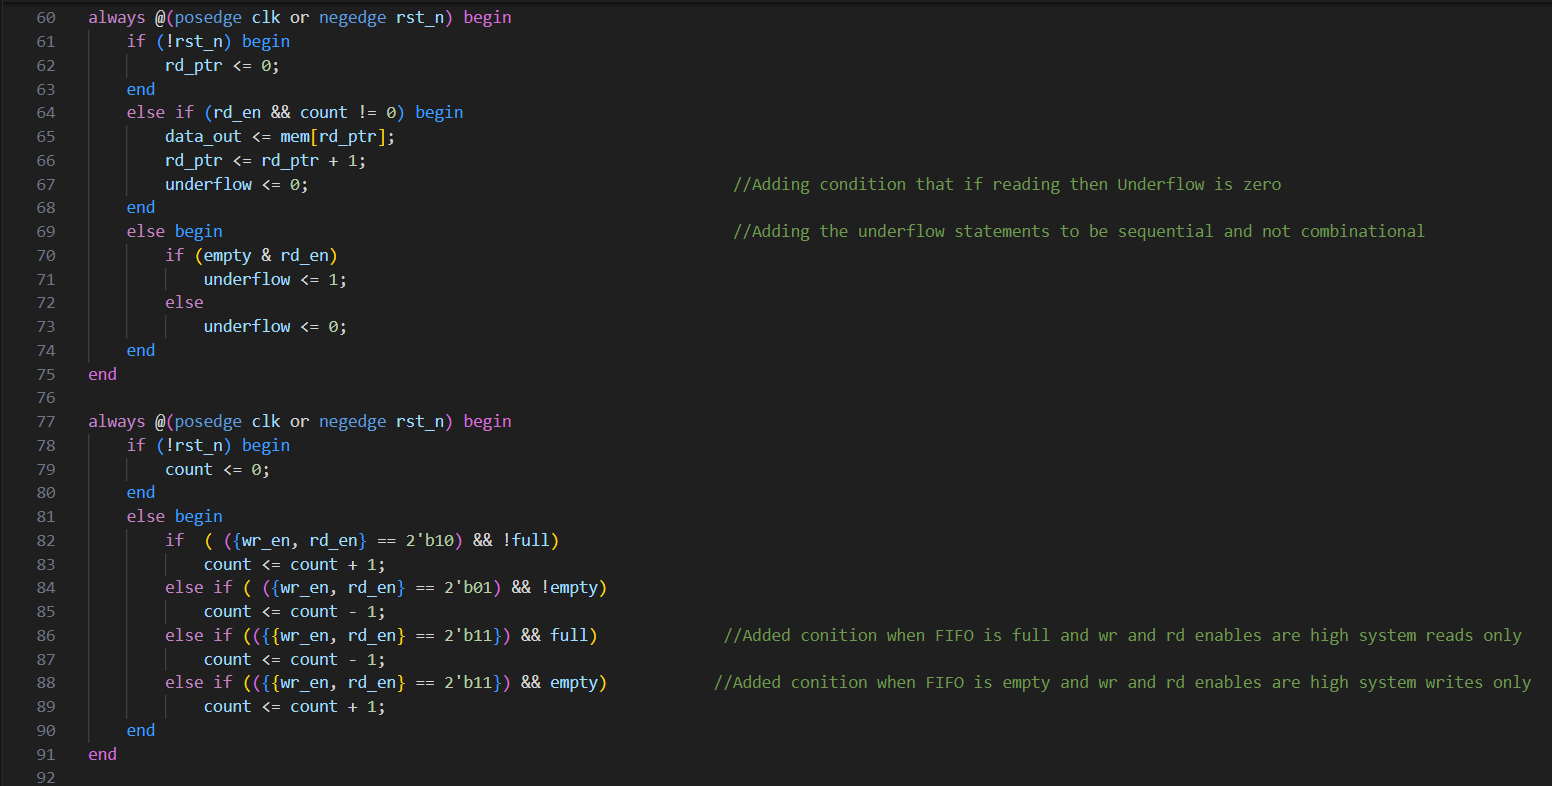 60 always @(posedge clk or negedge rst_n) begin
61     if (!rst_n) begin
62         rd_ptr <= 0;
63     end
64     else if (rd_en && count != 0) begin
65         data_out <= mem[rd_ptr];
66         rd_ptr <= rd_ptr + 1;
67         underflow <= 0; //Adding condition that if reading then Underflow is zero
68     end
69     else begin //Adding the underflow statements to be sequential and not combinational
70         if (empty & rd_en)
71             underflow <= 1;
72         else
73             underflow <= 0;
74     end
75 end
76
77 always @(posedge clk or negedge rst_n) begin
78     if (!rst_n) begin
79         count <= 0;
80     end
81     else begin
82         if  ( ({wr_en, rd_en} == 2'b10) && !full)
83             count <= count + 1;
84         else if ( ({wr_en, rd_en} == 2'b01) && !empty)
85             count <= count - 1;
86         else if (({{wr_en, rd_en} == 2'b11}) && full) //Added conition when FIFO is full and wr and rd enables are high system reads only
87             count <= count - 1;
88         else if (({{wr_en, rd_en} == 2'b11}) && empty) //Added conition when FIFO is empty and wr and rd enables are high system writes only
89             count <= count + 1;
90     end
91 end
92